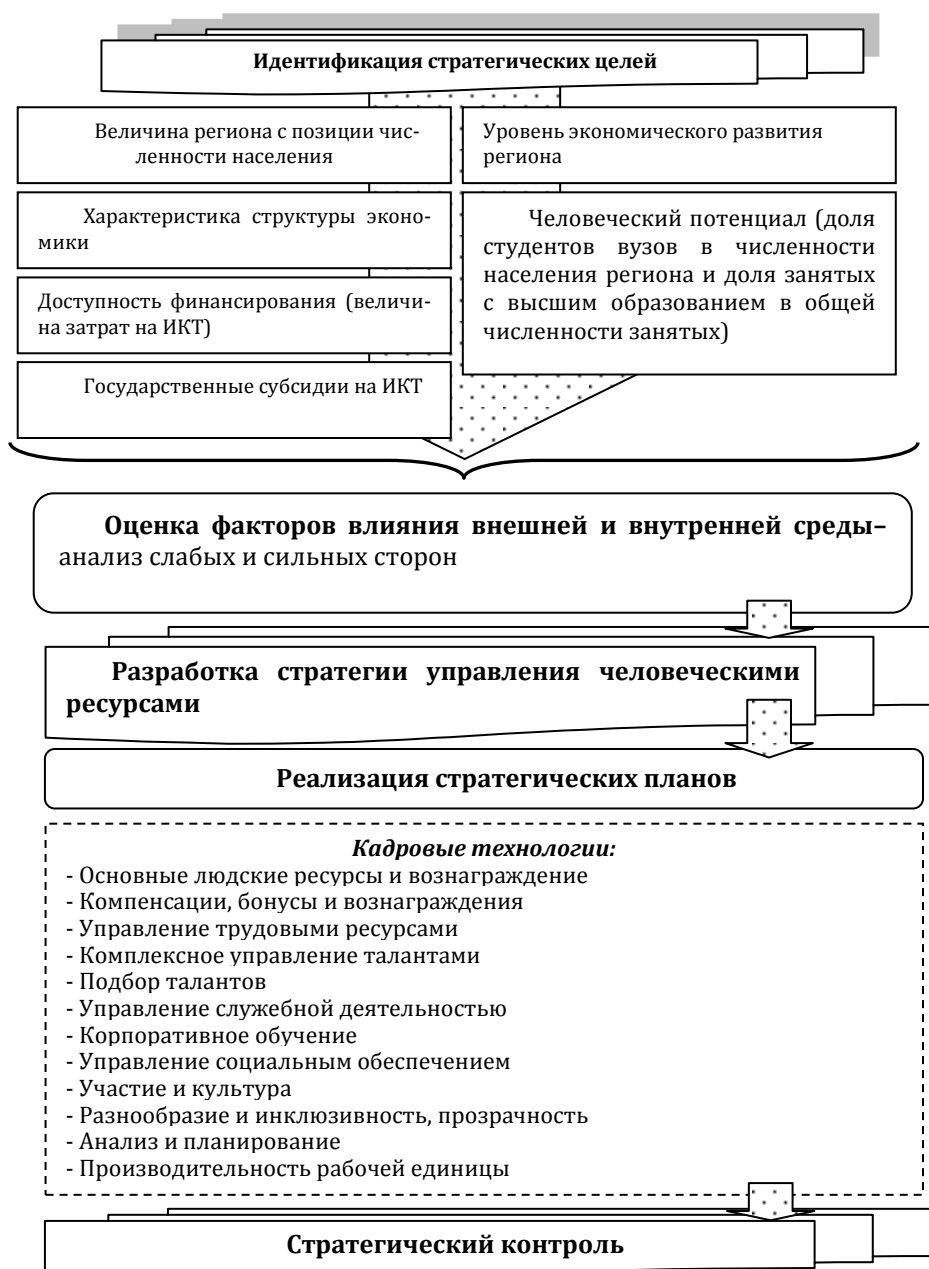 Идентификация стратегических целей
Величина региона с позиции чис-
ленности населения
Уровень экономического развития
региона
Характеристика структуры эконо-
мики
Человеческий потенциал (доля
студентов вузов в численности
населения региона и доля занятых
с высшим образованием в общей
численности занятых)
Доступность финансирования (величи-
на затрат на ИКТ)
Государственные субсидии на ИКТ
Оценка факторов влияния внешней и внутренней среды–
анализ слабых и сильных сторон
Разработка стратегии управления человеческими
ресурсами
Реализация стратегических планов
Кадровые технологии:
- Основные людские ресурсы и вознаграждение
- Компенсации, бонусы и вознаграждения
- Управление трудовыми ресурсами
- Комплексное управление талантами
- Подбор талантов
- Управление служебной деятельностью
- Корпоративное обучение
- Управление социальным обеспечением
- Участие и культура
- Разнообразие и инклюзивность, прозрачность
- Анализ и планирование
- Производительность рабочей единицы
Стратегический контроль